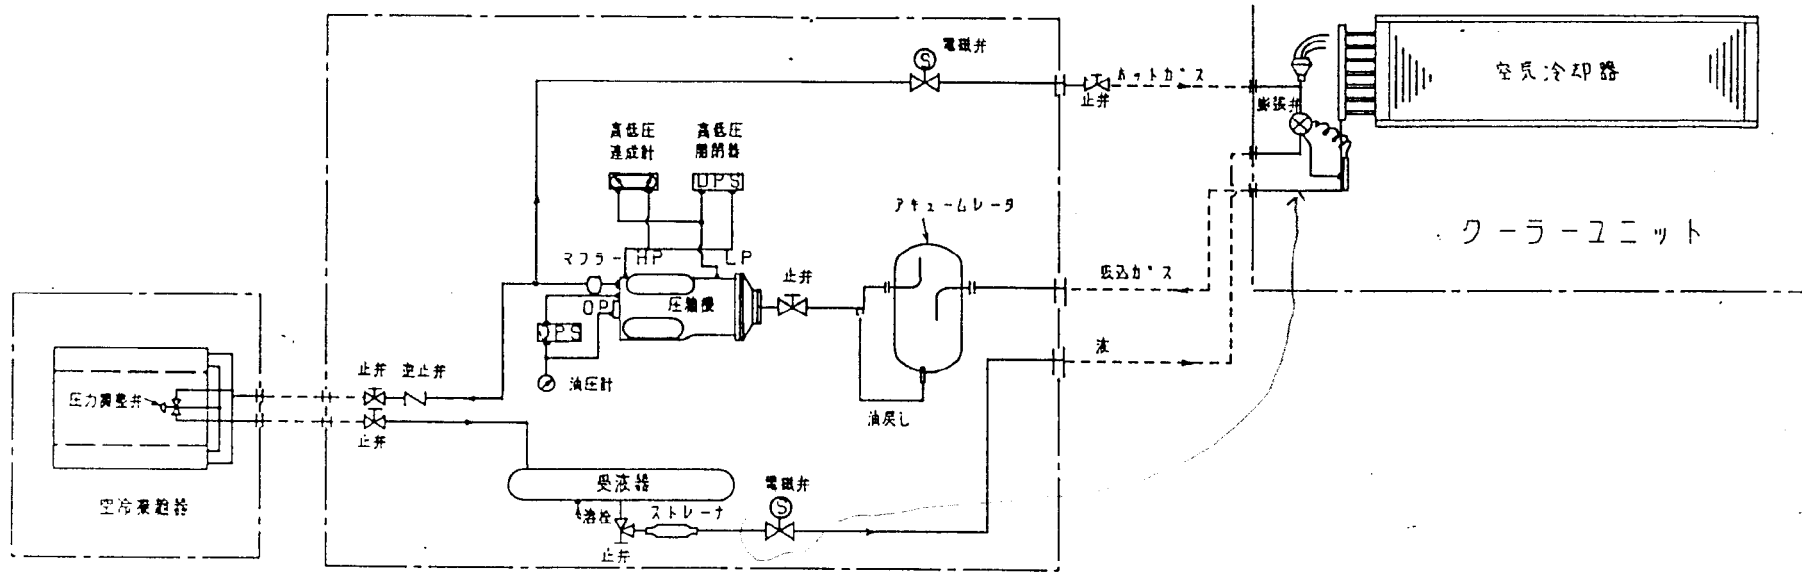 電磁弁
S
ホットガス
止弁
膨張弁
空気冷却器
高低圧
連成計
高低圧
開閉器
DPS
アキュームレータ
クーラーユニット
マフラー
HP
LP
止弁
吸込ガス
圧縮機
OP
OPS
油圧計
液
止弁
逆止弁
圧力調整弁
油戻し
止弁
受液器
電磁弁
S
空冷凝縮器
溶栓
ストレーナ
止弁